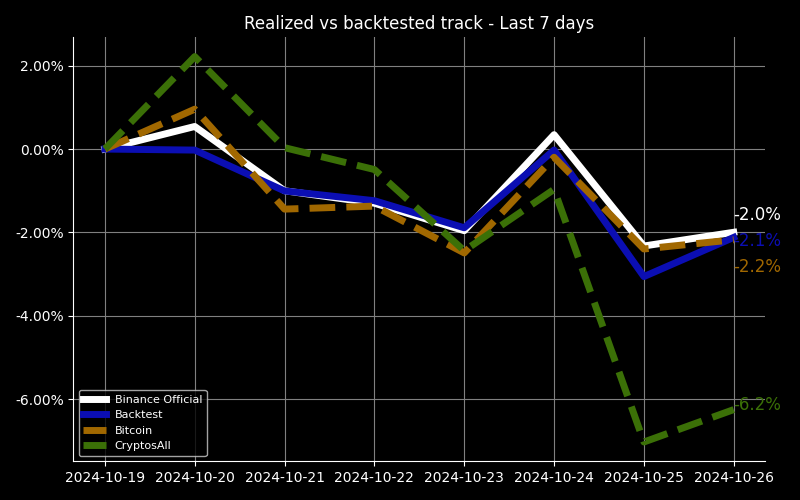 Realized vs backtested track - Last 7 days
2.00%
0.00%
-2.00%
-4.00%
-6.00%
-2.0%
-2.1%
-2.2%
-6.2%
Binance Official
Backtest
Bitcoin
CryptosAll
2024-10-19 2024-10-20 2024-10-21 2024-10-22 2024-10-23 2024-10-24 2024-10-25 2024-10-26